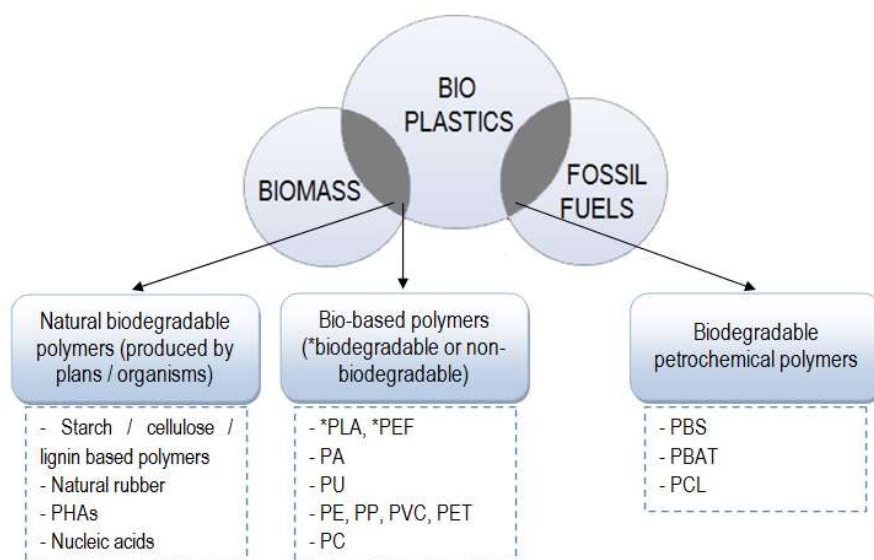 BIO
PLASTICS
BIOMASS
FOSSIL
FUELS
Natural biodegradable
polymers (produced by
plans / organisms)
Bio-based polymers
(*biodegradable or non-
biodegradable)
Biodegradable
petrochemical polymers
- Starch / cellulose /
lignin based polymers
- Natural rubber
- PHAs
- Nucleic acids
- *PLA, *PEF
- PA
- PU
- PE, PP, PVC, PET
- PC
- PBS
- PBAT
- PCL